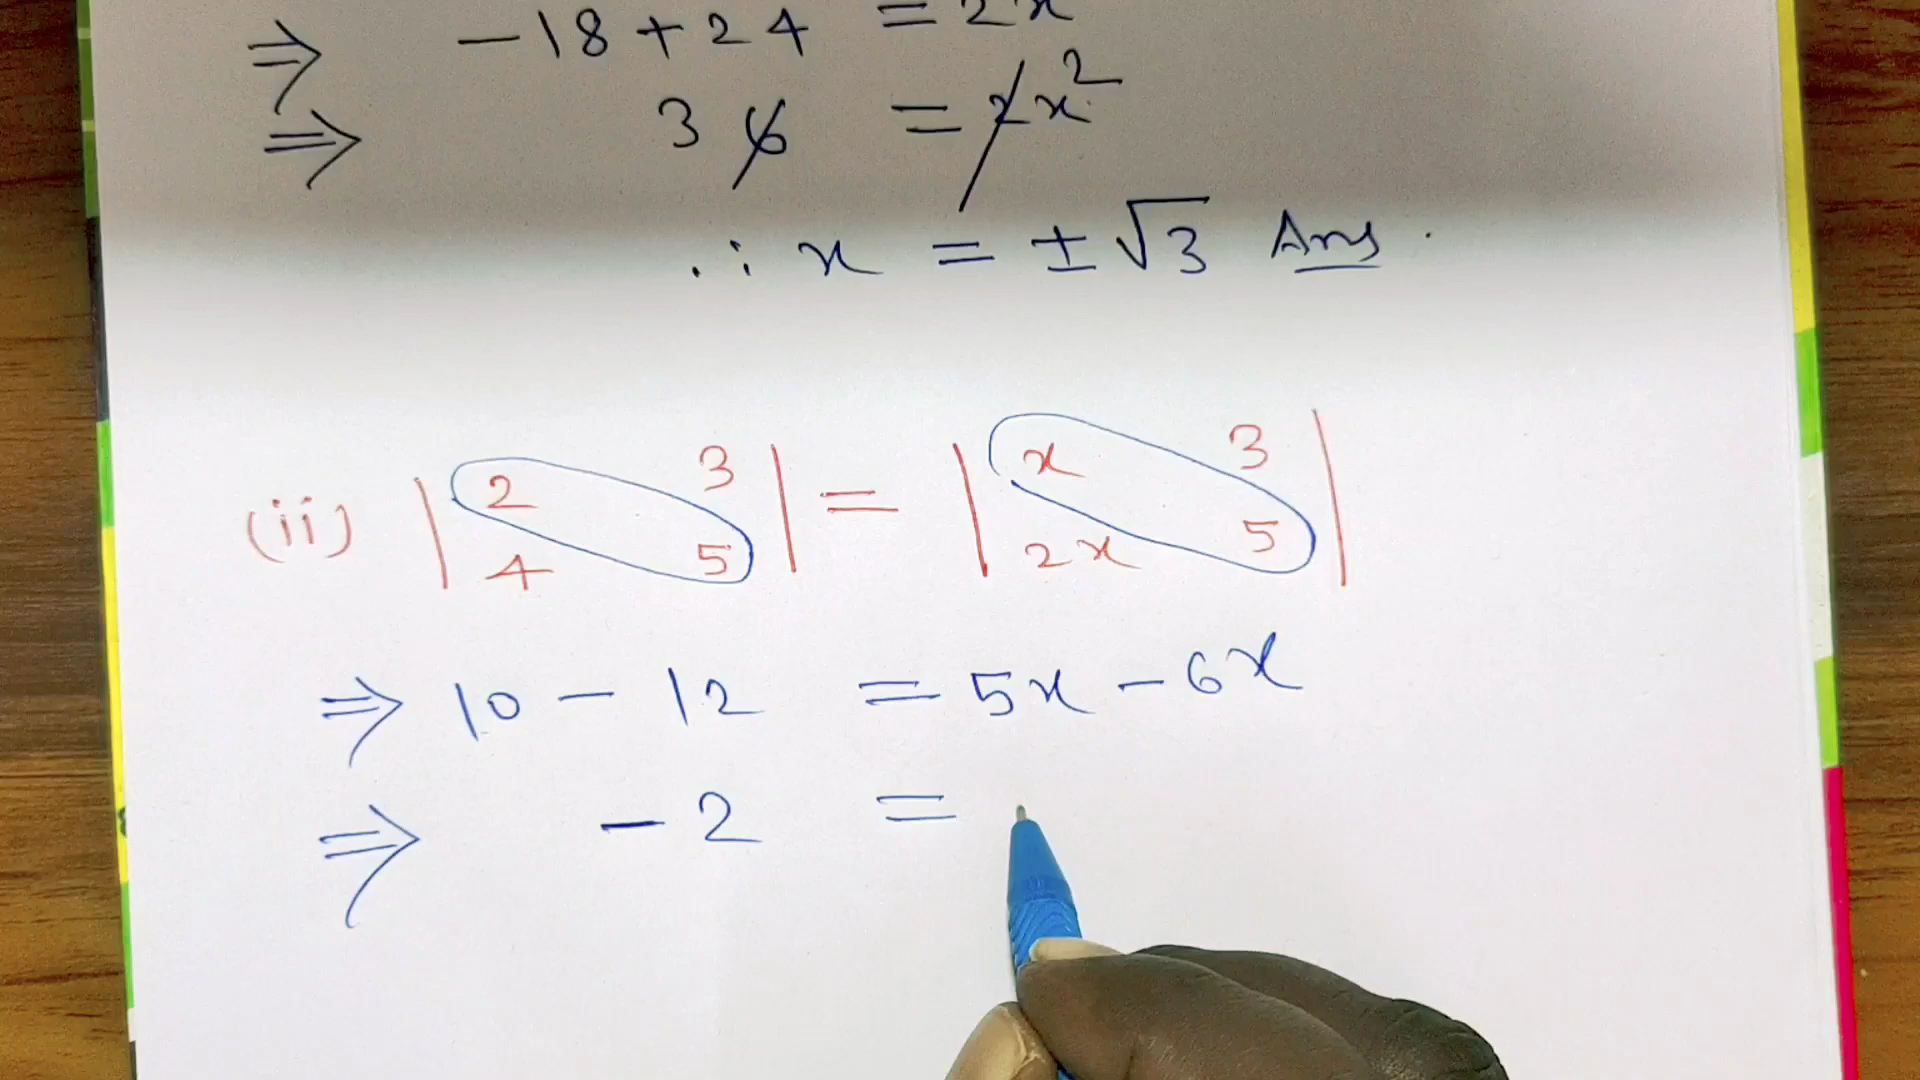 ⇒ -18+24 = 2x
⇒ 3 6 = 2x²
∴ x = ±√3 Ans.
(ii) | 2 3 | = | x 3 |
| 4 5 | | 2x 5 |
⇒ 10 - 12 = 5x - 6x
⇒ -2 =